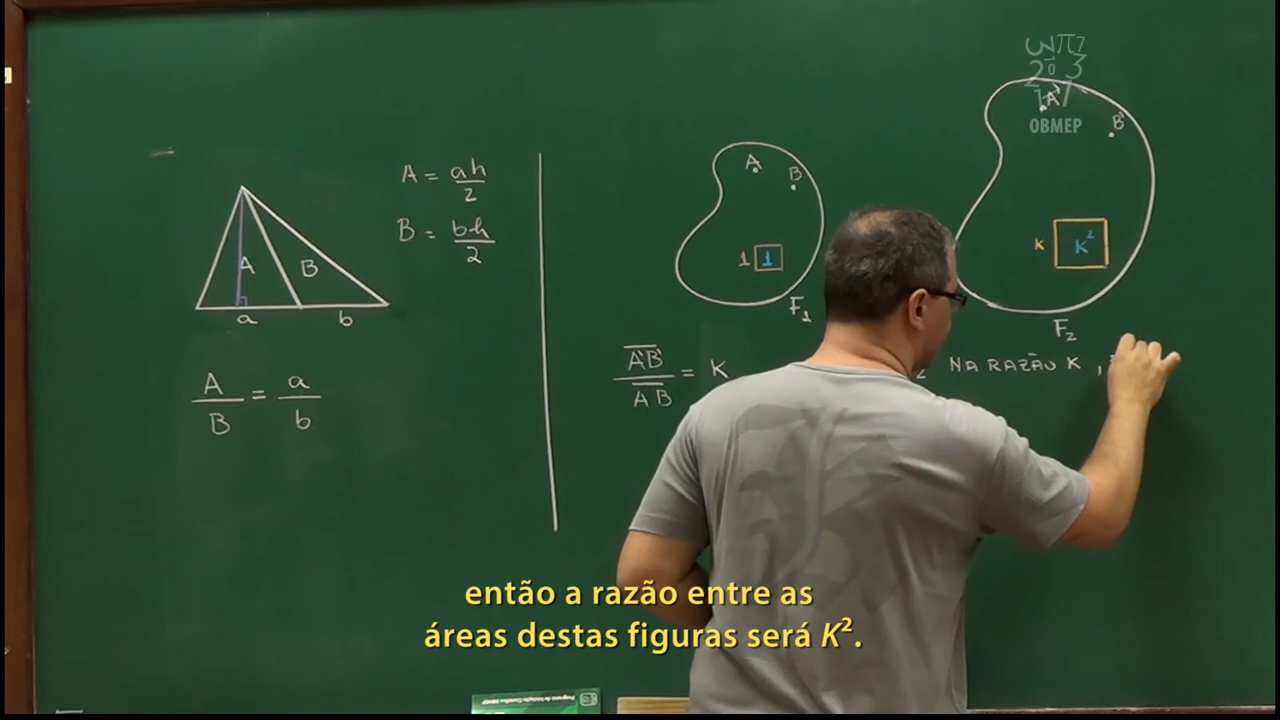 A = ah/2
B = bh/2
A
B
a
b
A/B = a/b
A
B
1
1
F₁
A'
B'
K
K²
F₂
A'B'/AB = K
₂ NA RAZÃO K,
então a razão entre as
áreas destas figuras será K².
OBMEP